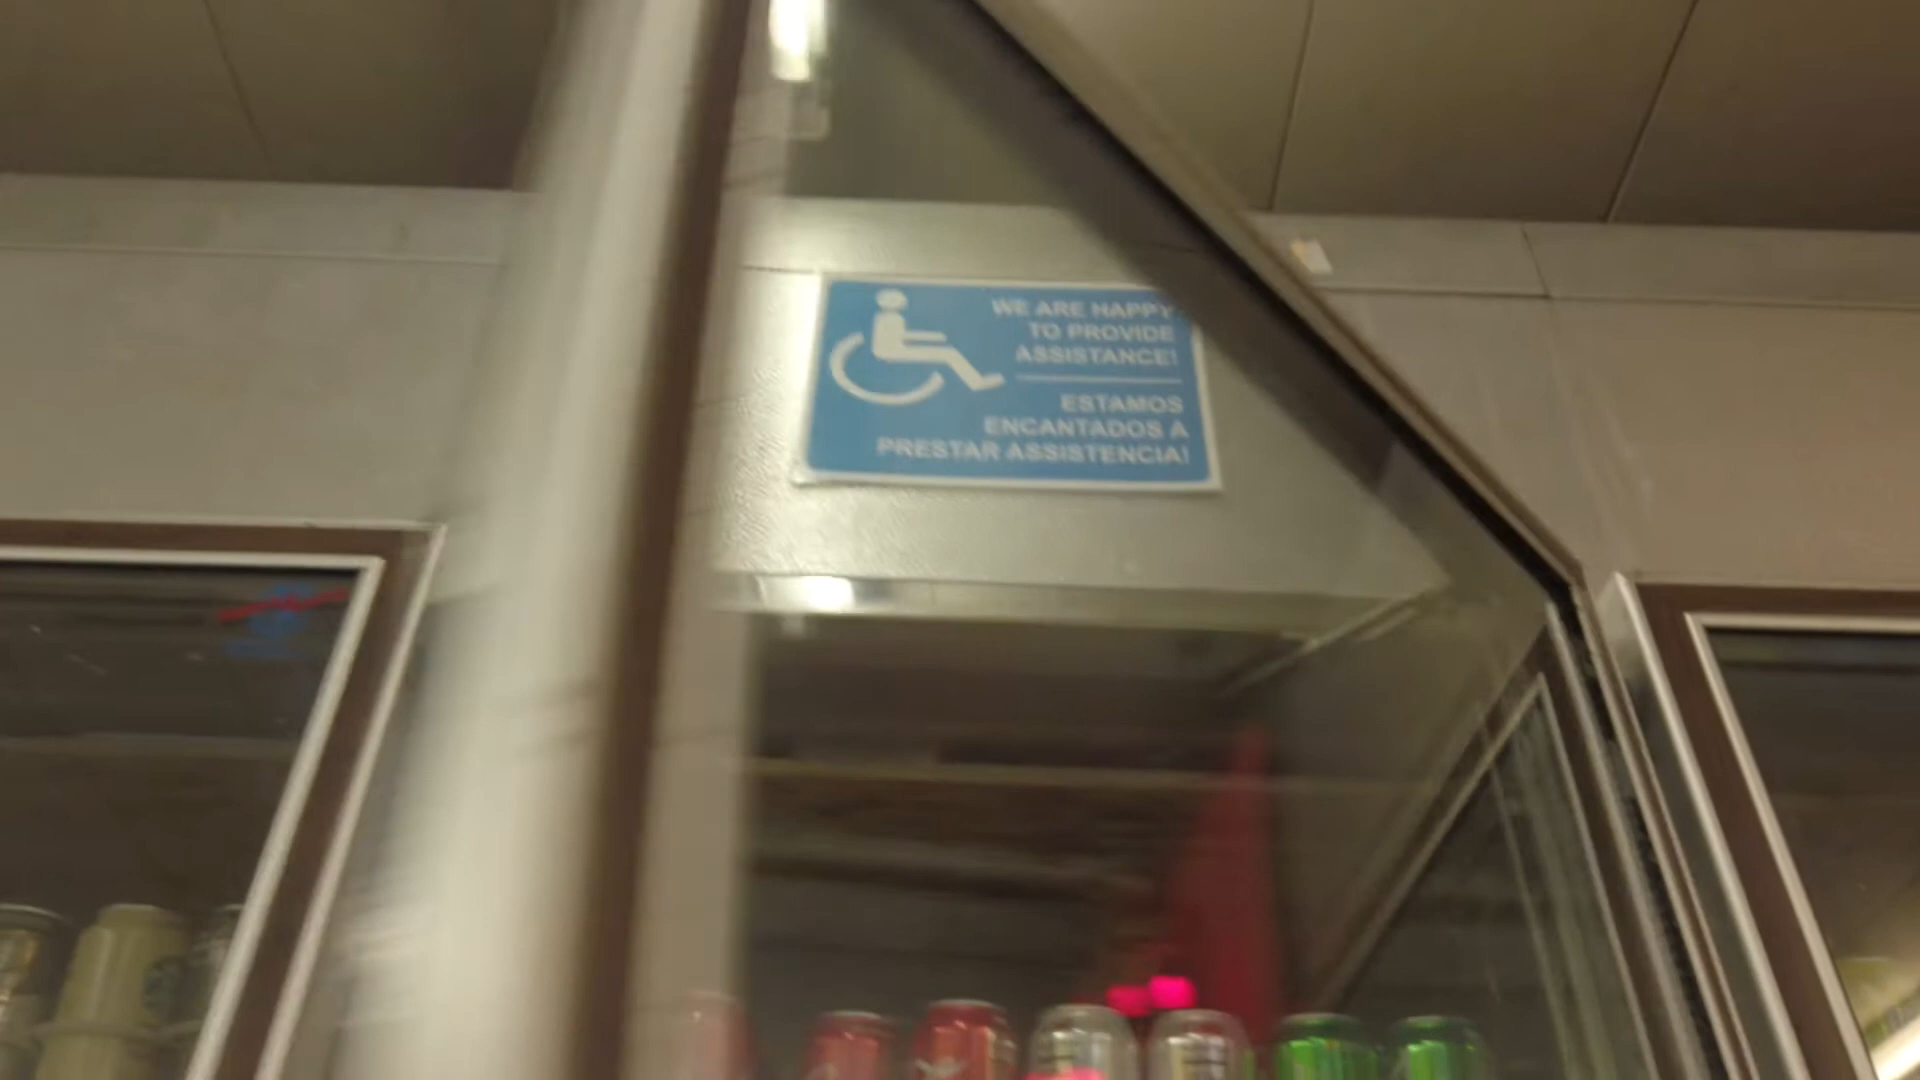 WE ARE HAPPY
TO PROVIDE
ASSISTANCE!
ESTAMOS
ENCANTADOS A
PRESTAR ASSISTENCIA!